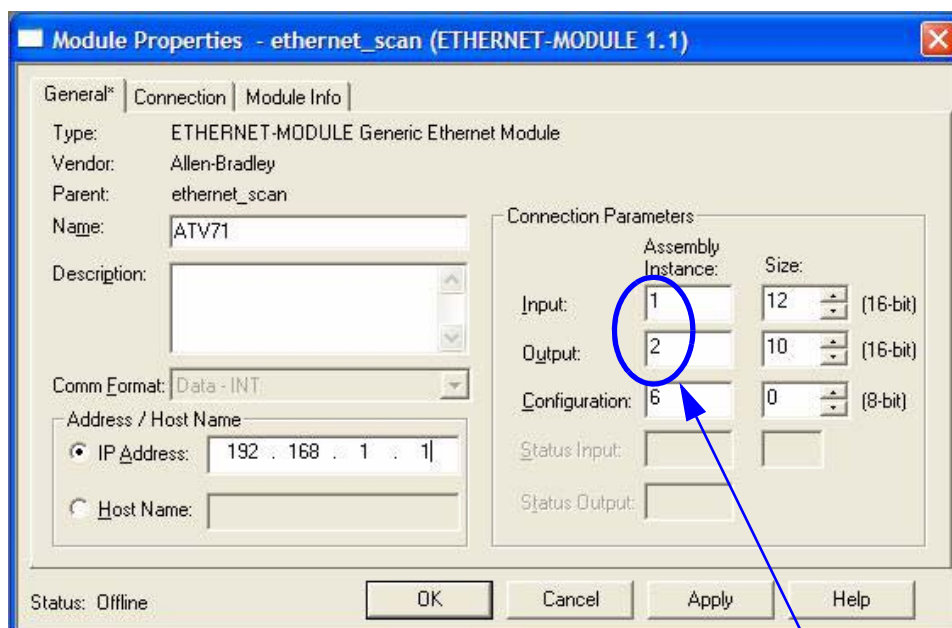 Module Properties - ethernet_scan (ETHERNET-MODULE 1.1)
General* Connection Module Info
Type: ETHERNET-MODULE Generic Ethernet Module
Vendor: Allen-Bradley
Parent: ethernet_scan
Name: ATV71
Description:
Comm Format: Data - INT
Address / Host Name
IP Address: 192 . 168 . 1 . 1
Host Name:
Connection Parameters
Assembly Instance: Size:
Input: 1 12 (16-bit)
Output: 2 10 (16-bit)
Configuration: 6 0 (8-bit)
Status Input:
Status Output:
Status: Offline
OK Cancel Apply Help